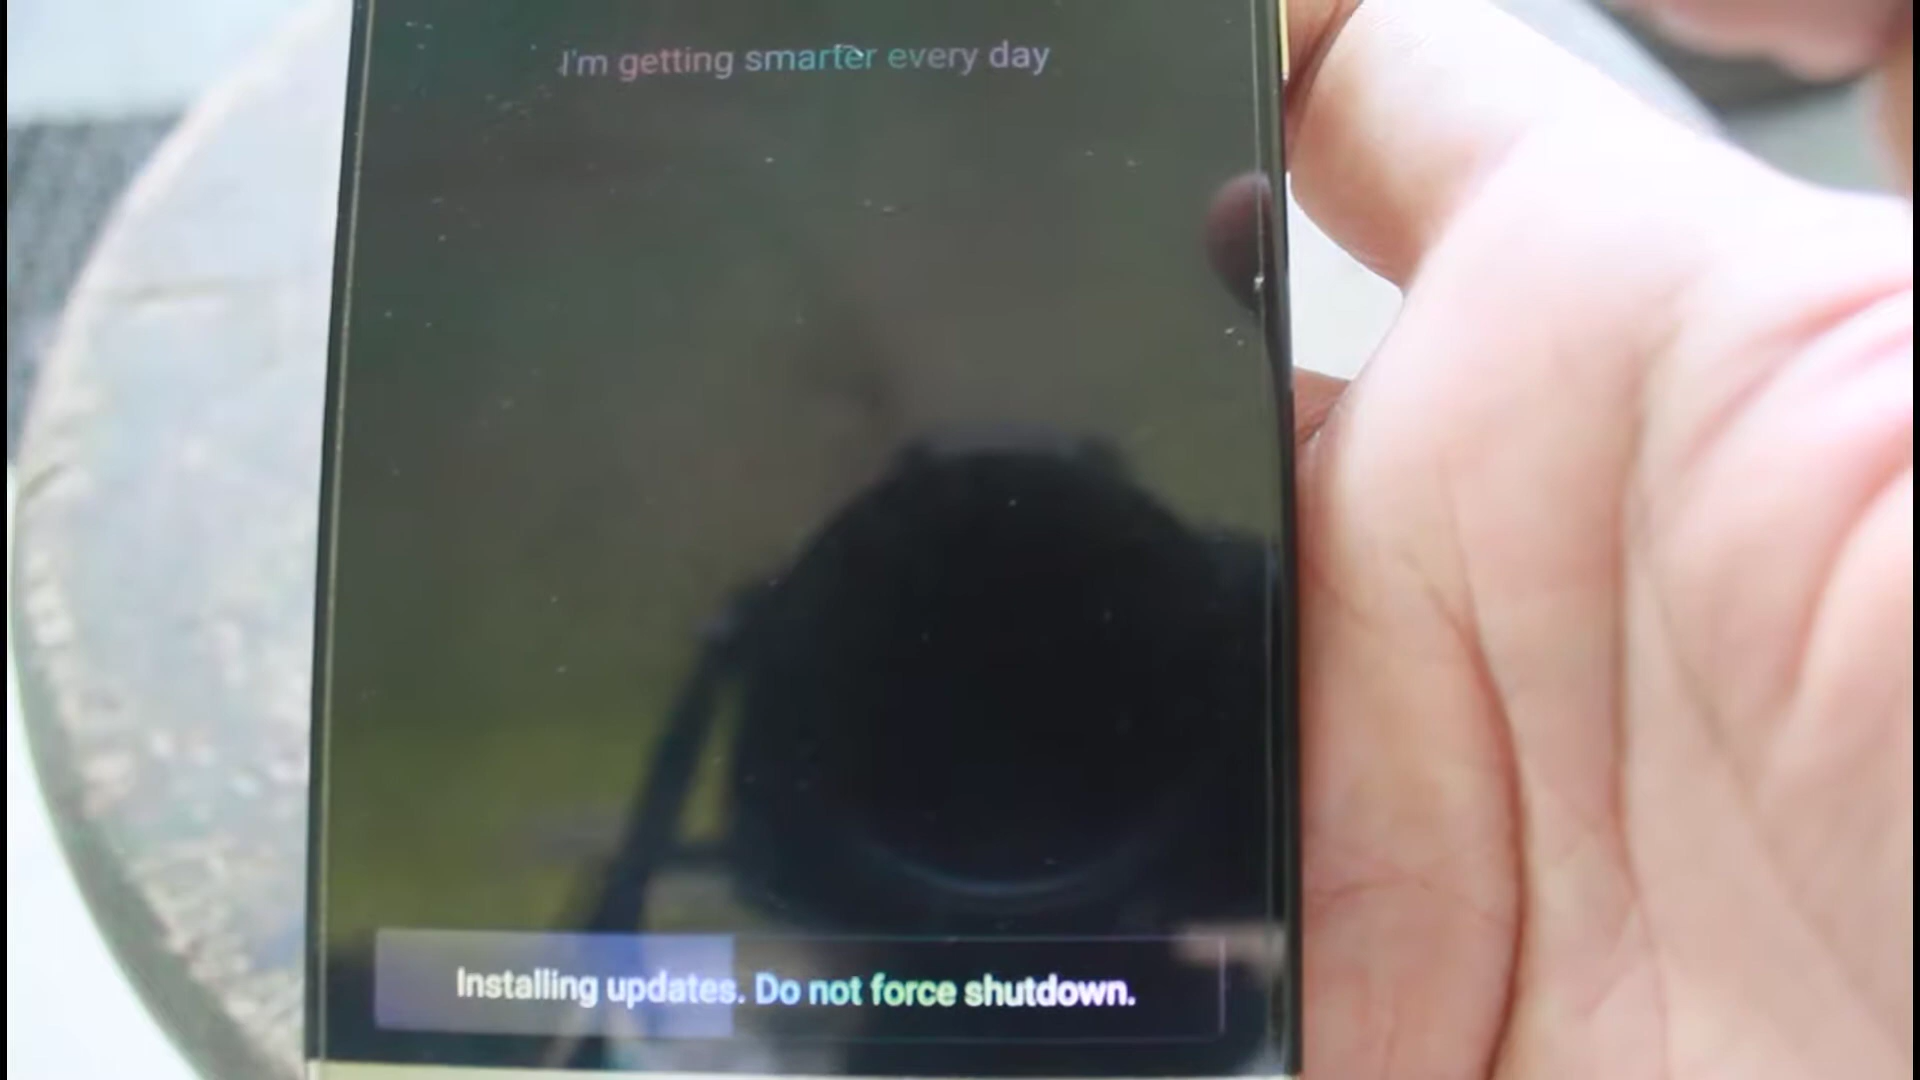 I'm getting smarter every day
Installing updates. Do not force shutdown.